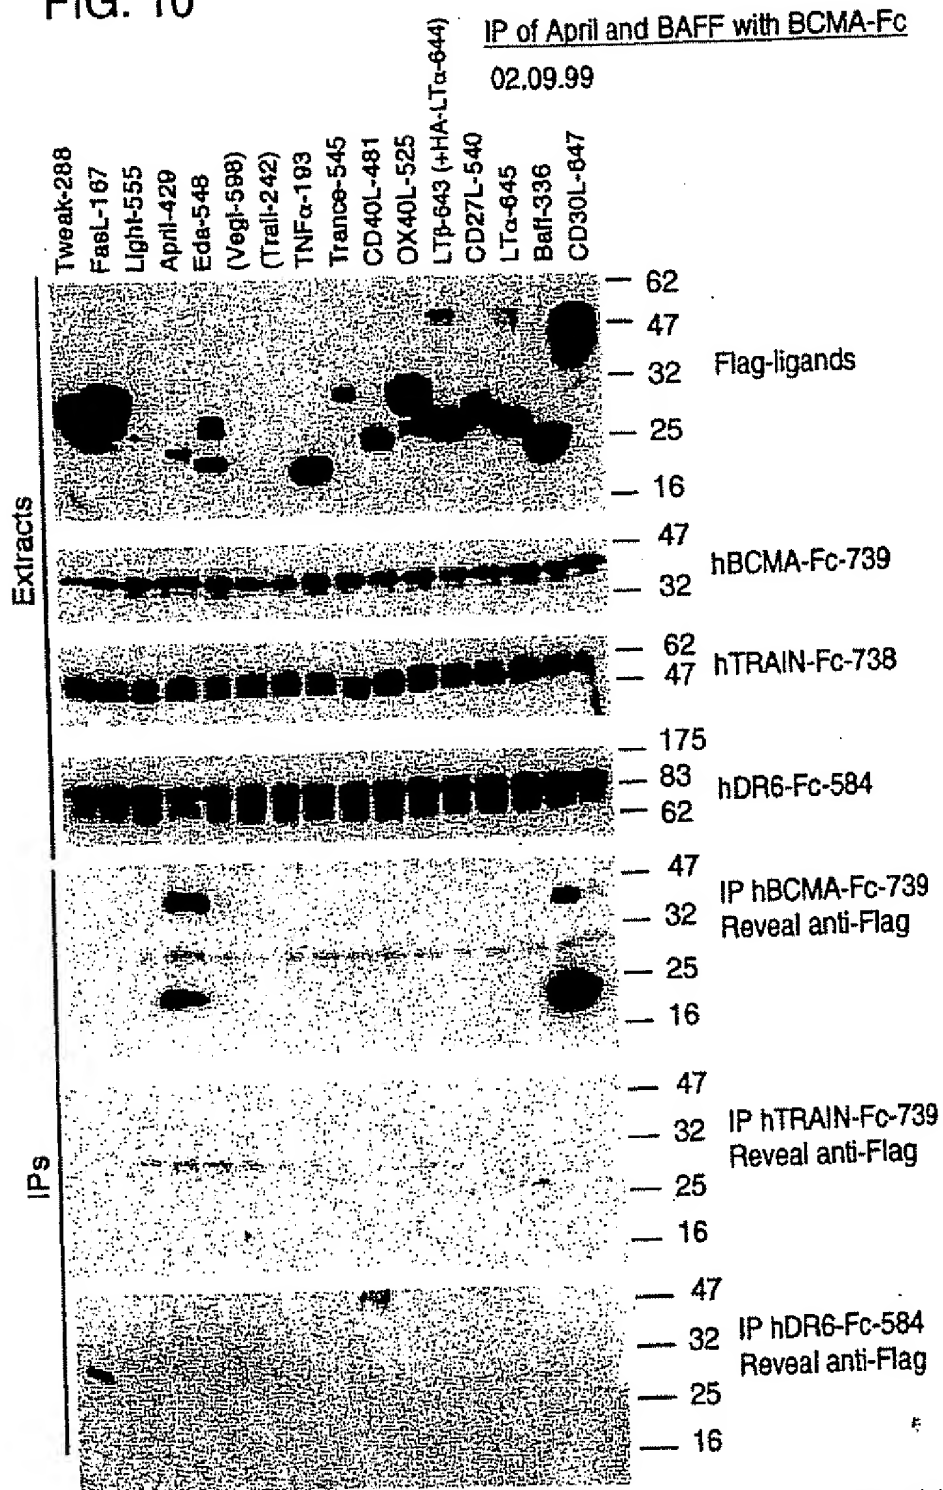 FIG. 10
IP of April and BAFF with BCMA-Fc
02.09.99
Tweak-288
FasL-167
Light-555
April-429
Eda-548
(Vegi-598)
(Trail-242)
TNFα-193
Trance-545
CD40L-481
OX40L-525
LTβ-643 (+HA-LTα-644)
CD27L-540
LTα-645
Baff-336
CD30L-647
Extracts
62
47
32
25
16
Flag-ligands
47
32
hBCMA-Fc-739
62
47
hTRAIN-Fc-738
175
83
62
hDR6-Fc-584
IPs
47
32
25
16
IP hBCMA-Fc-739
Reveal anti-Flag
47
32
25
16
IP hTRAIN-Fc-739
Reveal anti-Flag
47
32
25
16
IP hDR6-Fc-584
Reveal anti-Flag